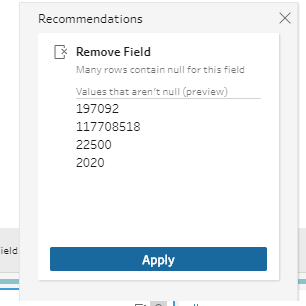 Recommendations
Remove Field
Many rows contain null for this field
Values that aren't null (preview)
197092
117708518
22500
2020
ield
Apply